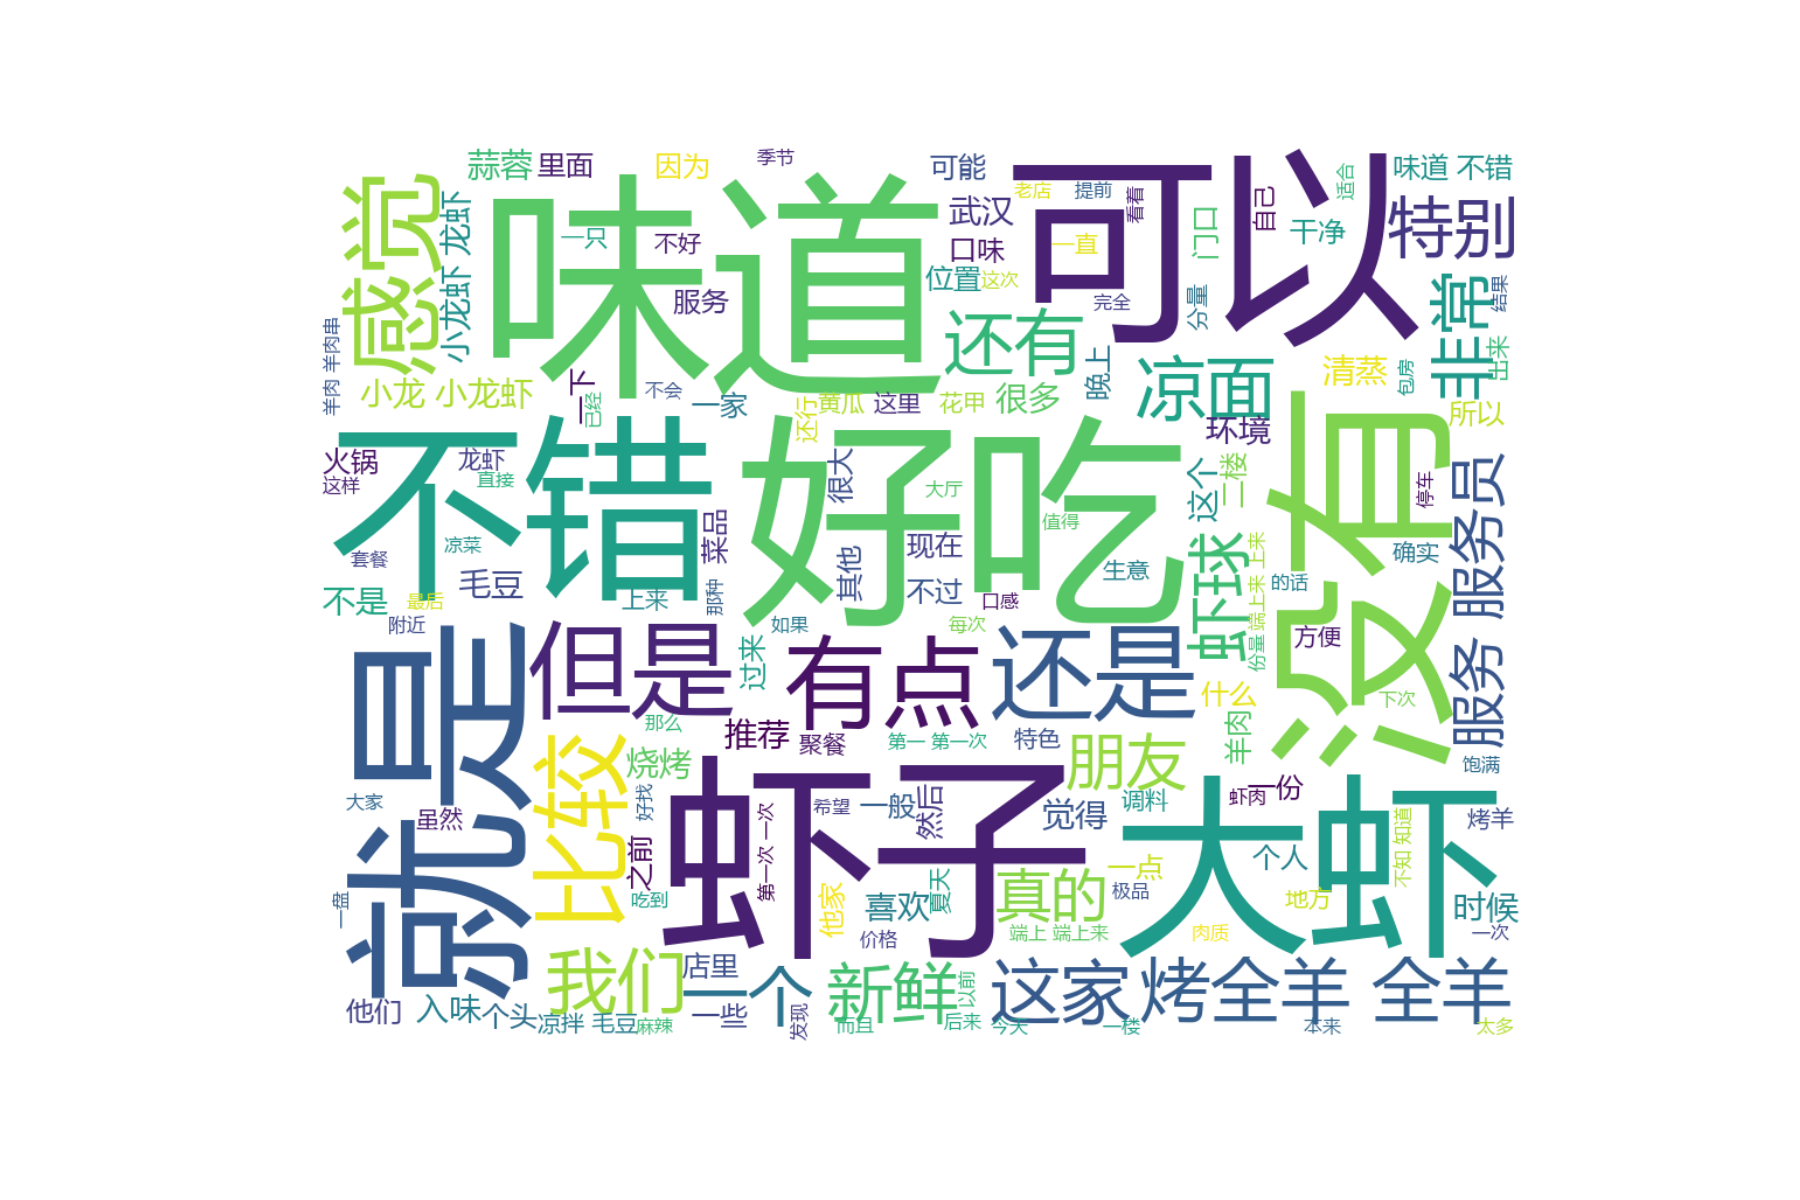 蒜蓉
里面
因为
季节
可能
可以
味道 不错
感觉
小龙虾 龙虾
味道
一只
不好
武汉
老店
提前
看着
自己
适合
特别
口味
一直
门口
干净
位置
这次
服务
完全
分量
非常
结果
出来
羊肉 羊肉串
还有
小龙 小龙虾
一下
已经
不会
一家
还行
黄瓜
这里
花甲
很多
晚上
凉面
清蒸
包房
所以
不错
好吃
没有
环境
火锅
这样
龙虾
直接
很大
大厅
值得
这个
二楼
停车
服务 服务员
套餐
凉菜
菜品
其他
现在
生意
虾球
端上来 上来
确实
的话
毛豆
不是
最后
上来
那种
不过
口感
附近
如果
每次
份量
方便
就是
但是
过来
有点
还是
什么
下次
那么
推荐
聚餐
第一 第一次
特色
羊肉
饱满
比较
烧烤
朋友
大家
虽然
好找
虾子
第一次 一次
希望
一般
然后
觉得
调料
虾肉
一份
大虾
不知 知道
烤羊
之前
个人
一点
真的
极品
地方
一盘
吃到
他家
喜欢
夏天
时候
价格
端上 端上来
肉质
一次
我们
店里
一个
新鲜
以前
这家
烤全羊 全羊
他们
入味
个头
凉拌 毛豆
麻辣
一些
发现
而且
后来
今天
一楼
本来
太多